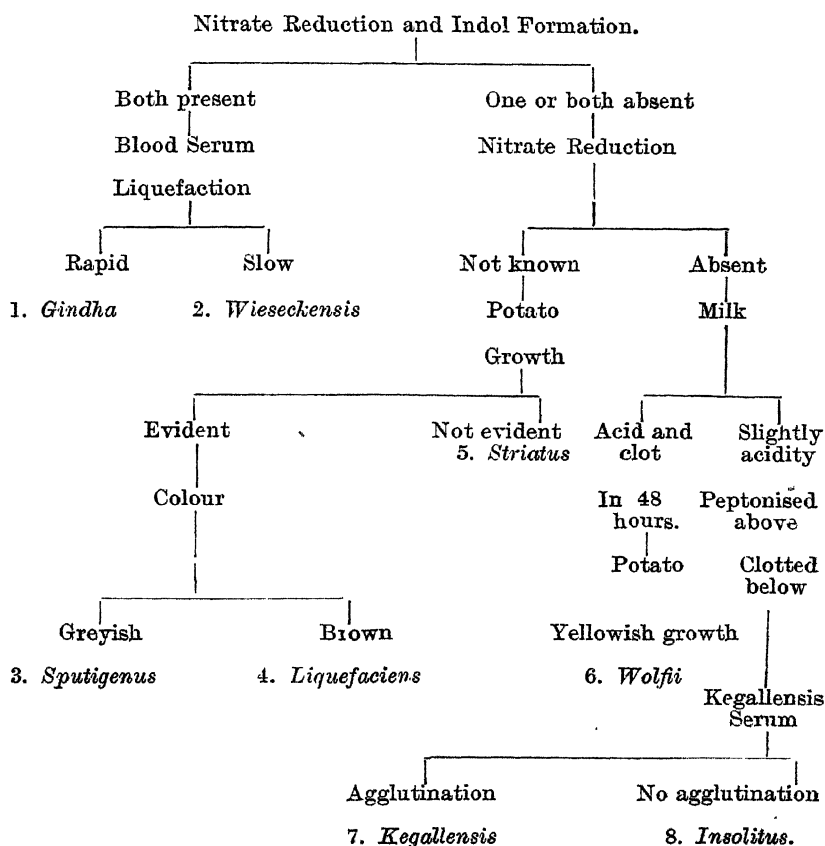 Nitrate Reduction and Indol Formation.
Both present One or both absent
Blood Serum Nitrate Reduction
Liquefaction
Rapid Slow Not known Absent
1. Gindha 2. Wieseckensis Potato Milk
Growth
Evident Not evident Acid and Slightly
5. Striatus clot acidity
Colour In 48 Peptonised
hours. above
Potato Clotted
below
Greyish Brown Yellowish growth
3. Sputigenus 4. Liquefaciens 6. Wolfii
Kegallensis
Serum
Agglutination No agglutination
7. Kegallensis 8. Insolitus.